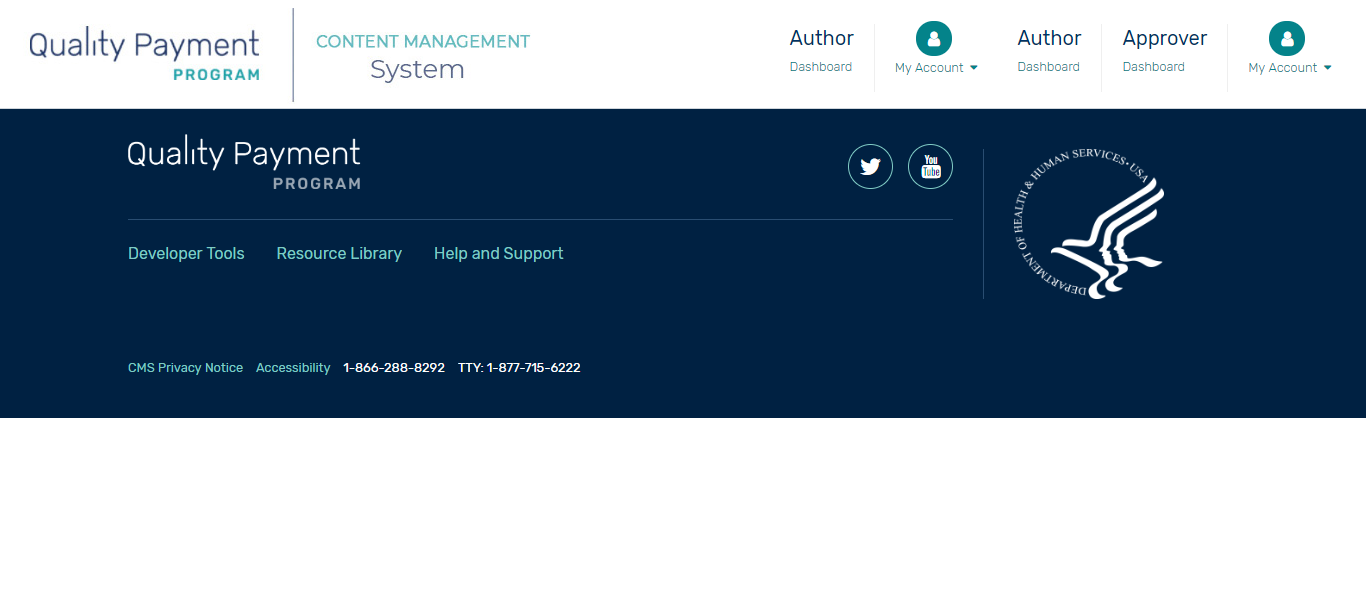 Quality Payment
PROGRAM
CONTENT MANAGEMENT
System
Author
Dashboard
My Account
Author
Dashboard
Approver
Dashboard
My Account
Quality Payment
PROGRAM
You
Tube
DEPARTMENT OF HEALTH & HUMAN SERVICES • USA
Developer Tools
Resource Library
Help and Support
CMS Privacy Notice
Accessibility
1-866-288-8292
TTY: 1-877-715-6222